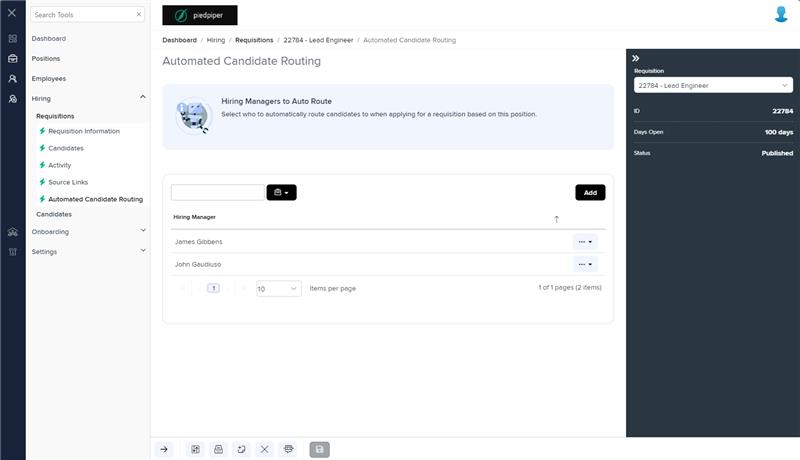 Search Tools
piedpiper
Dashboard
Positions
Employees
Hiring
Requisitions
Requisition Information
Candidates
Activity
Source Links
Automated Candidate Routing
Candidates
Onboarding
Settings
Dashboard / Hiring / Requisitions / 22784 - Lead Engineer / Automated Candidate Routing
Automated Candidate Routing
Hiring Managers to Auto Route
Select who to automatically route candidates to when applying for a requisition based on this position.
Add
Hiring Manager
James Gibbens
John Gaudiuso
1
10
Items per page
1 of 1 pages (2 items)
Requisition
22784 - Lead Engineer
ID 22784
Days Open 100 days
Status Published